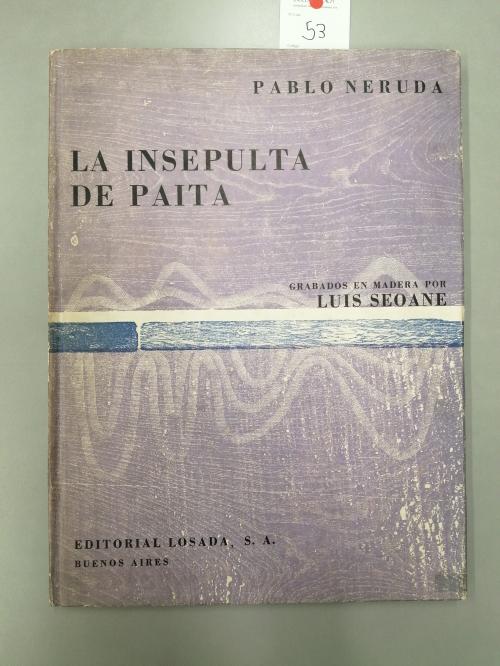 53
PABLO NERUDA
LA INSEPULTA
DE PAITA
GRABADOS EN MADERA POR
LUIS SEOANE
EDITORIAL LOSADA, S. A.
BUENOS AIRES